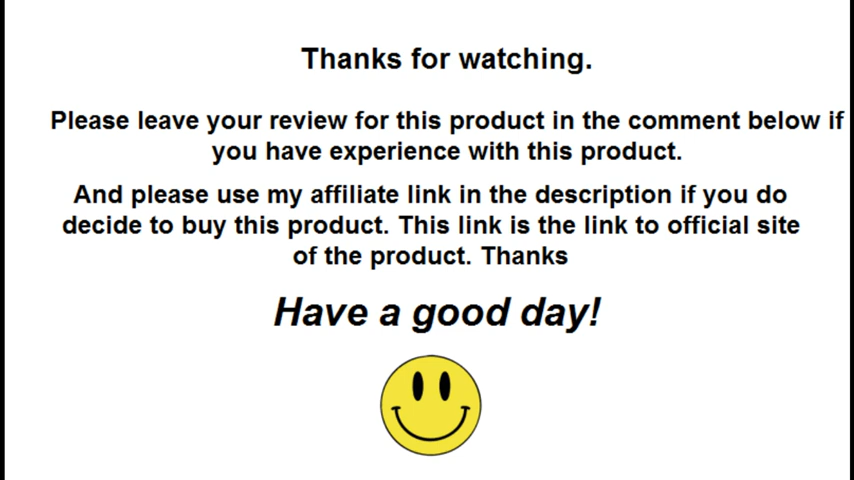 Thanks for watching.
Please leave your review for this product in the comment below if
you have experience with this product.
And please use my affiliate link in the description if you do
decide to buy this product. This link is the link to official site
of the product. Thanks
Have a good day!